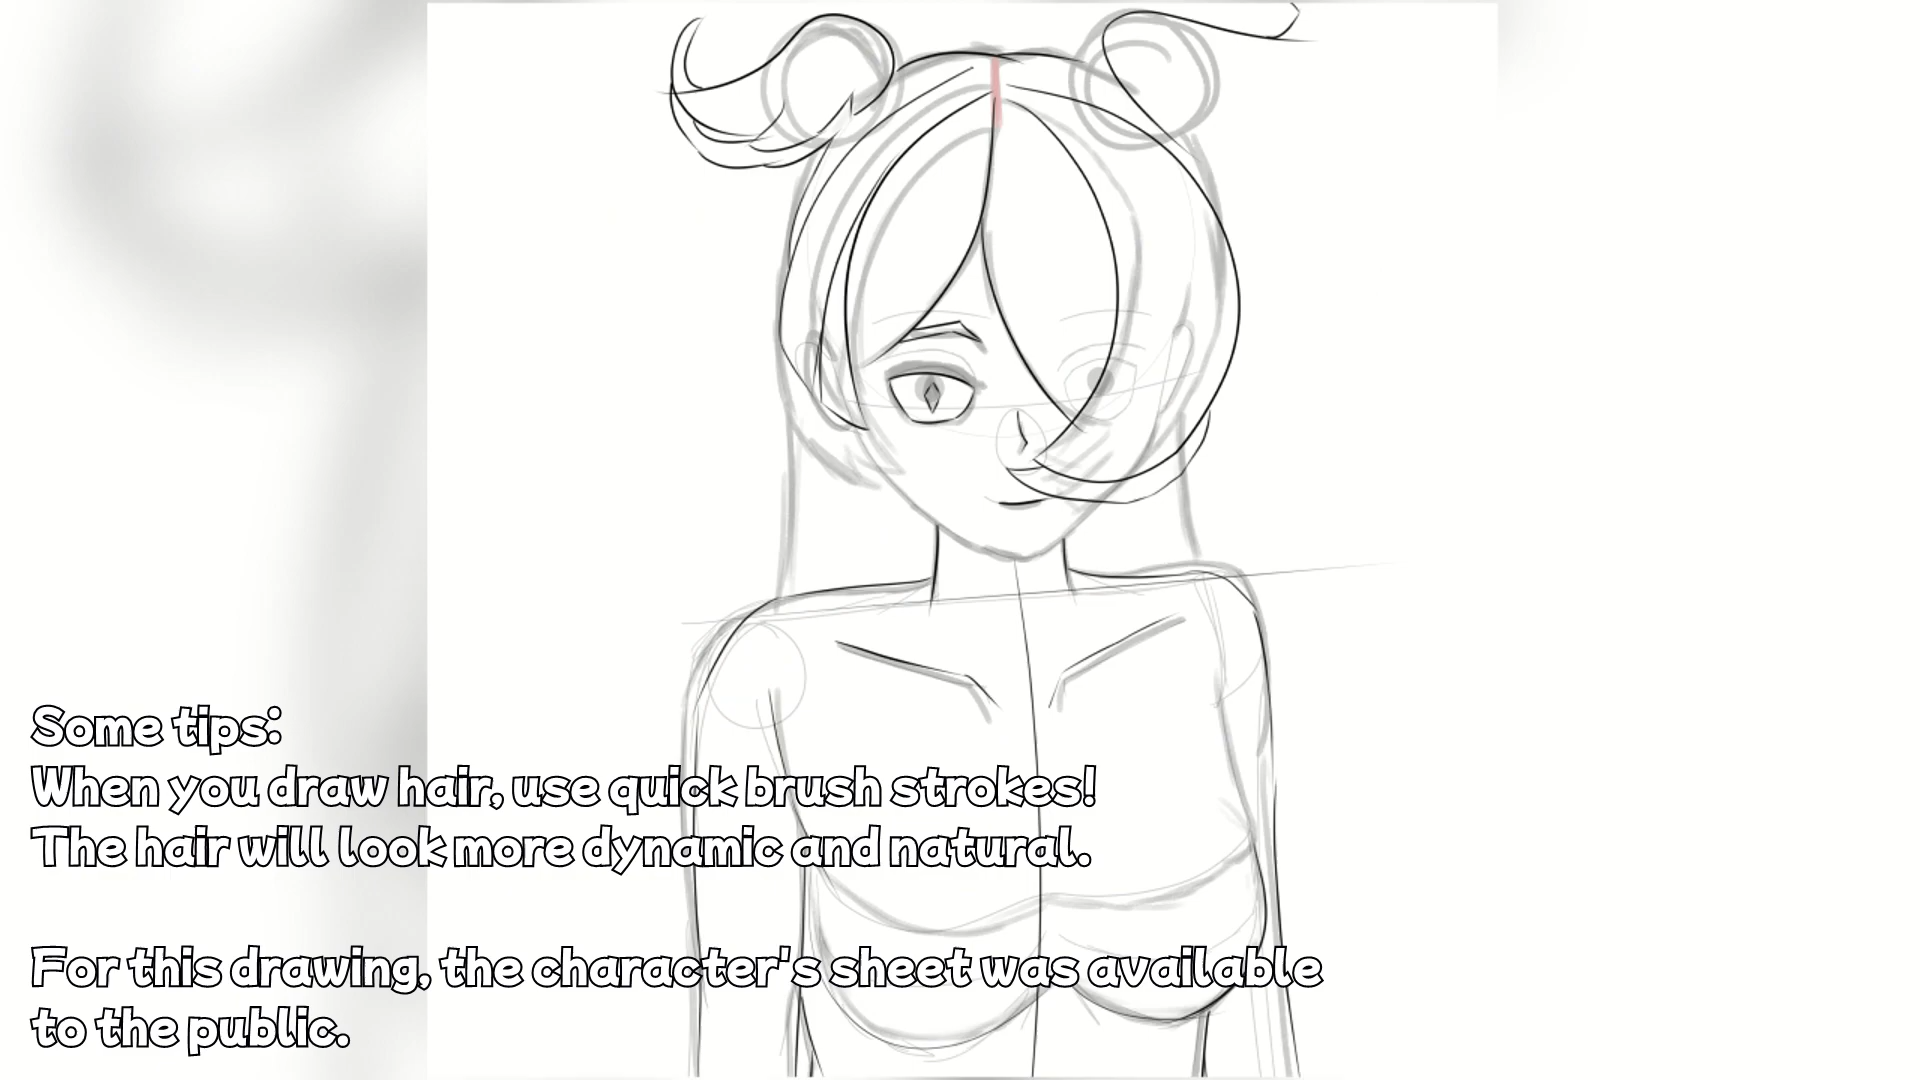 Some tips:
When you draw hair, use quick brush strokes!
The hair will look more dynamic and natural.
For this drawing, the character's sheet was available
to the public.